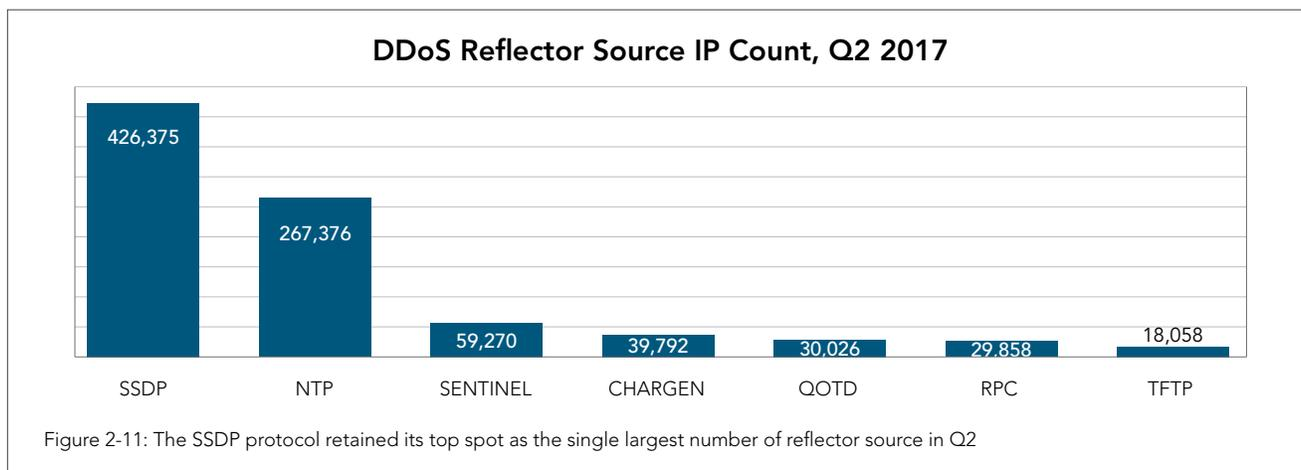 DDoS Reflector Source IP Count, Q2 2017
426,375
267,376
59,270
39,792
30,026
29,858
18,058
SSDP NTP SENTINEL CHARGEN QOTD RPC TFTP
Figure 2-11: The SSDP protocol retained its top spot as the single largest number of reflector source in Q2